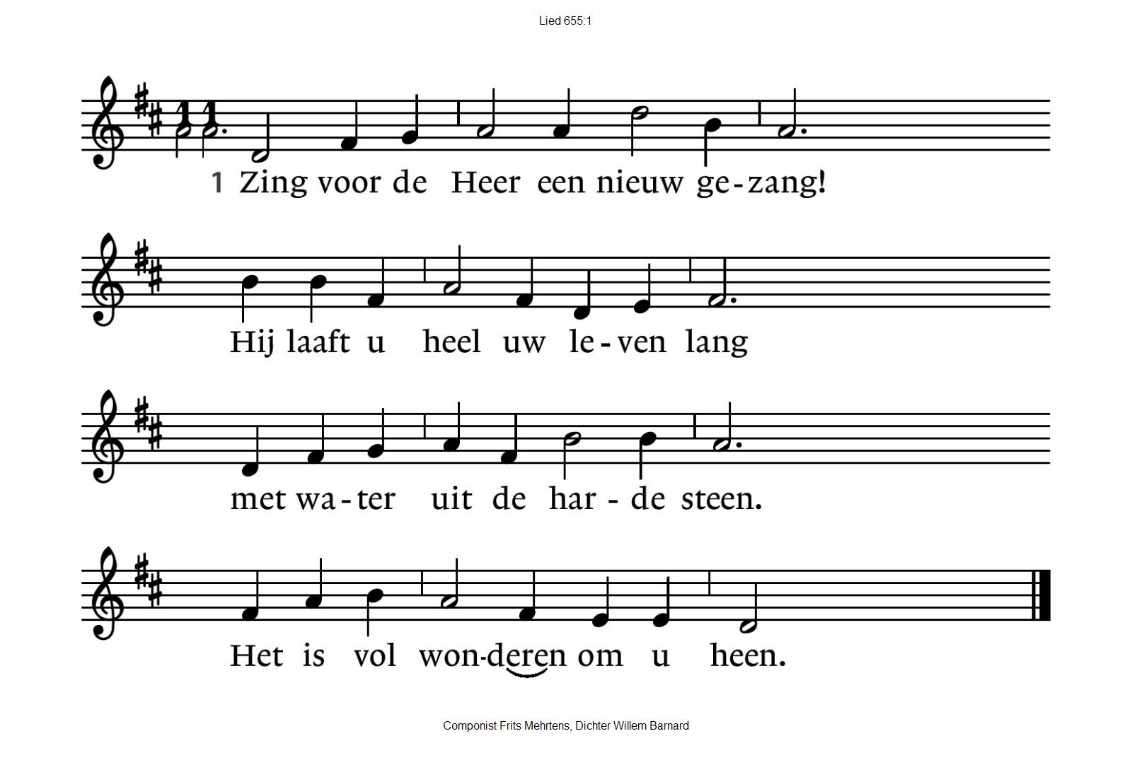 Lied 655:1
1 1
1 Zing voor de Heer een nieuw ge-zang!
Hij laaft u heel uw le-ven lang
met wa-ter uit de har-de steen.
Het is vol won-deren om u heen.
Componist Frits Mehrtens, Dichter Willem Barnard